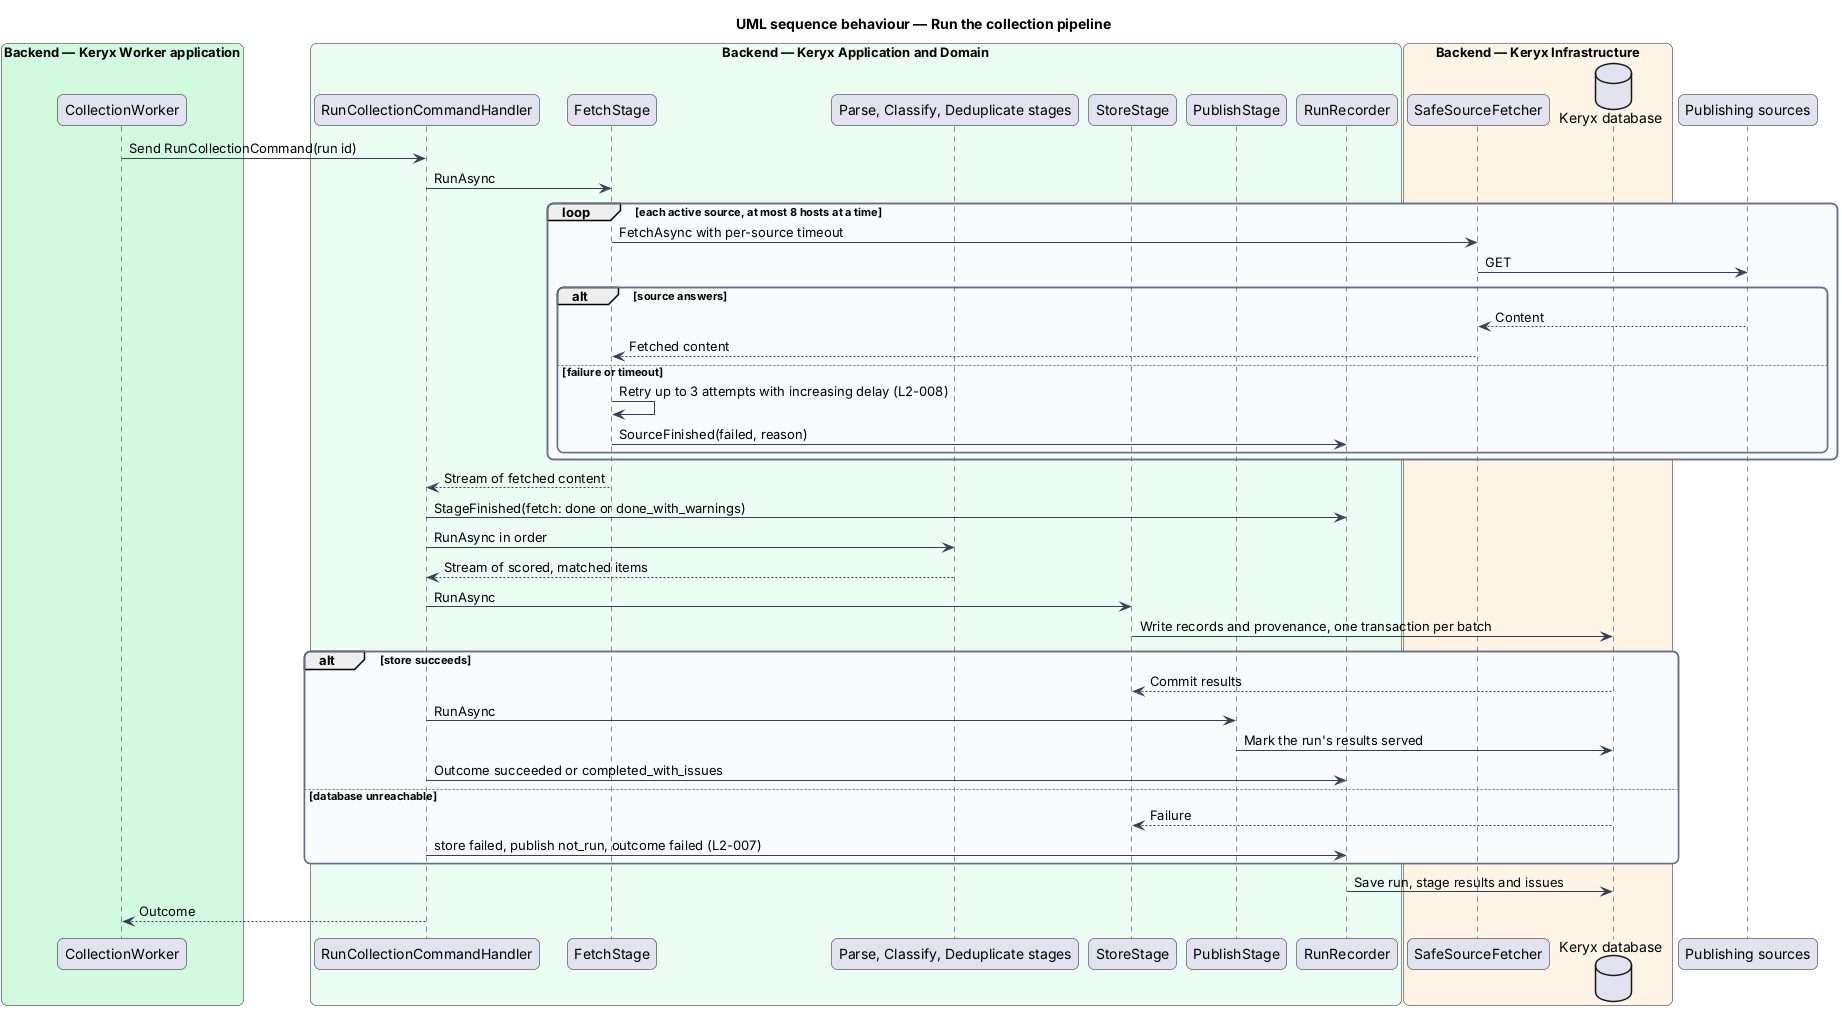 UML sequence behaviour — Run the collection pipeline
Backend — Keryx Worker application
Backend — Keryx Application and Domain
Backend — Keryx Infrastructure
CollectionWorker
RunCollectionCommandHandler
FetchStage
Parse, Classify, Deduplicate stages
StoreStage
PublishStage
RunRecorder
SafeSourceFetcher
Keryx database
Publishing sources
Send RunCollectionCommand(run id)
RunAsync
loop
[each active source, at most 8 hosts at a time]
FetchAsync with per-source timeout
GET
alt
[source answers]
Content
Fetched content
[failure or timeout]
Retry up to 3 attempts with increasing delay (L2-008)
SourceFinished(failed, reason)
Stream of fetched content
StageFinished(fetch: done or done_with_warnings)
RunAsync in order
Stream of scored, matched items
RunAsync
Write records and provenance, one transaction per batch
alt
[store succeeds]
Commit results
RunAsync
Mark the run's results served
Outcome succeeded or completed_with_issues
[database unreachable]
Failure
store failed, publish not_run, outcome failed (L2-007)
Save run, stage results and issues
Outcome
CollectionWorker
RunCollectionCommandHandler
FetchStage
Parse, Classify, Deduplicate stages
StoreStage
PublishStage
RunRecorder
SafeSourceFetcher
Keryx database
Publishing sources